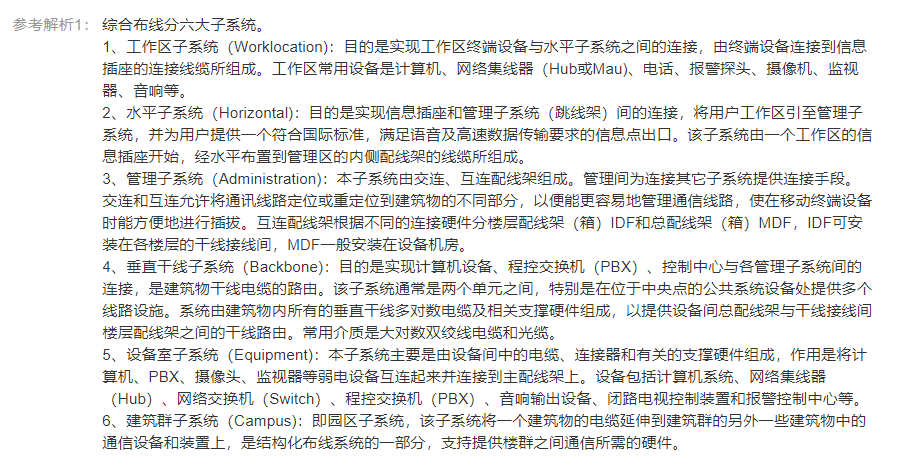 参考解析1： 综合布线分六大子系统。
1、工作区子系统（Worklocation)：目的是实现工作区终端设备与水平子系统之间的连接，由终端设备连接到信息
插座的连接线缆所组成。工作区常用设备是计算机、网络集线器（Hub或Mau)、电话、报警探头、摄像机、监视
器、音响等。
2、水平子系统（Horizontal)：目的是实现信息插座和管理子系统（跳线架）间的连接，将用户工作区引至管理子
系统，并为用户提供一个符合国际标准，满足语音及高速数据传输要求的信息点出口。该子系统由一个工作区的信
息插座开始，经水平布置到管理区的内侧配线架的线缆所组成。
3、管理子系统（Administration)：本子系统由交连、互连配线架组成。管理间为连接其它子系统提供连接手段。
交连和互连允许将通讯线路定位或重定位到建筑物的不同部分，以便能更容易地管理通信线路，使在移动终端设备
时能方便地进行插拔。互连配线架根据不同的连接硬件分楼层配线架（箱）IDF和总配线架（箱）MDF，IDF可安
装在各楼层的干线接线间，MDF一般安装在设备机房。
4、垂直干线子系统（Backbone)：目的是实现计算机设备、程控交换机（PBX）、控制中心与各管理子系统间的
连接，是建筑物干线电缆的路由。该子系统通常是两个单元之间，特别是在位于中央点的公共系统设备处提供多个
线路设施。系统由建筑物内所有的垂直干线多对数电缆及相关支撑硬件组成，以提供设备间总配线架与干线接线间
楼层配线架之间的干线路由。常用介质是大对数双绞线电缆和光缆。
5、设备室子系统（Equipment)：本子系统主要是由设备间中的电缆、连接器和有关的支撑硬件组成，作用是将计
算机、PBX、摄像头、监视器等弱电设备互连起来并连接到主配线架上。设备包括计算机系统、网络集线器
（Hub）、网络交换机（Switch）、程控交换机（PBX）、音响输出设备、闭路电视控制装置和报警控制中心等。
6、建筑群子系统（Campus)：即园区子系统，该子系统将一个建筑物的电缆延伸到建筑群的另外一些建筑物中的
通信设备和装置上，是结构化布线系统的一部分，支持提供楼群之间通信所需的硬件。